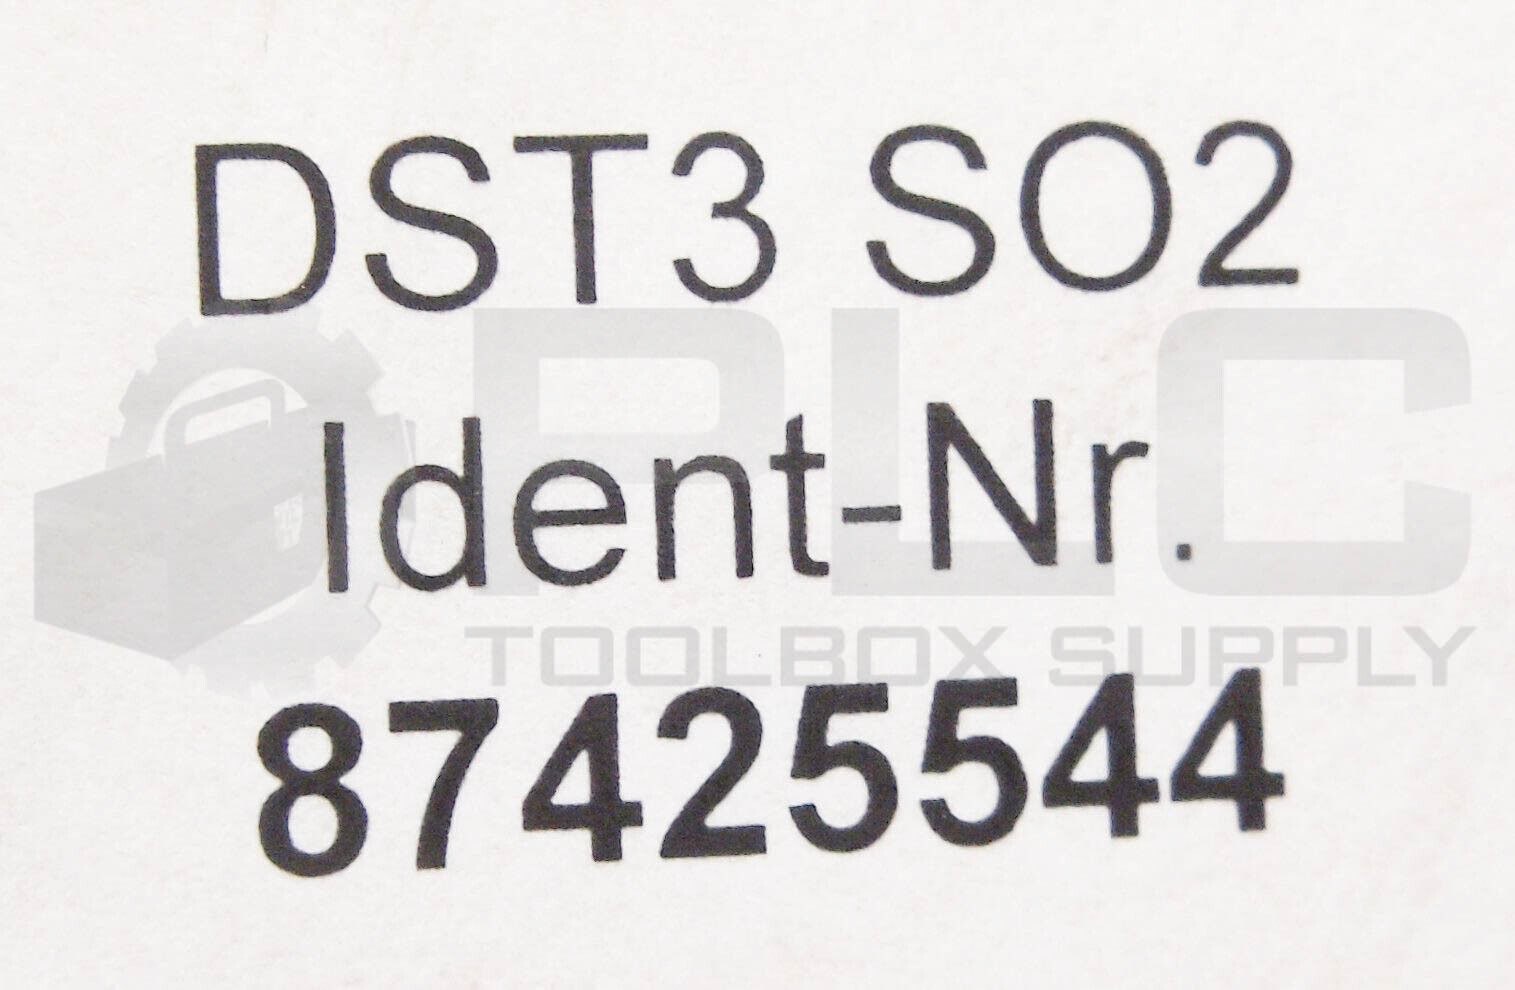 DST3 SO2
Ident-Nr.
87425544
PLC
TOOLBOX SUPPLY